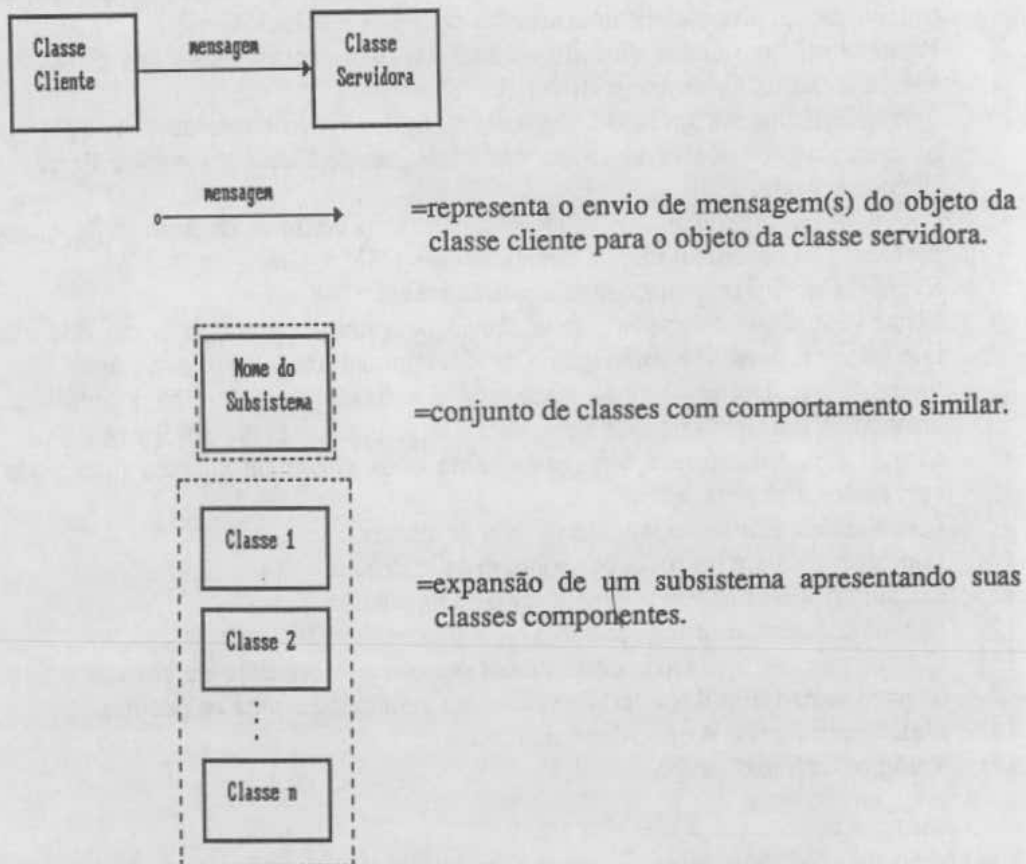 Classe
Cliente
mensagem
Classe
Servidora
mensagem
=representa o envio de mensagem(s) do objeto da
classe cliente para o objeto da classe servidora.
Nome do
Subsistema
=conjunto de classes com comportamento similar.
Classe 1
=expansão de um subsistema apresentando suas
classes componentes.
Classe 2
.
.
Classe n